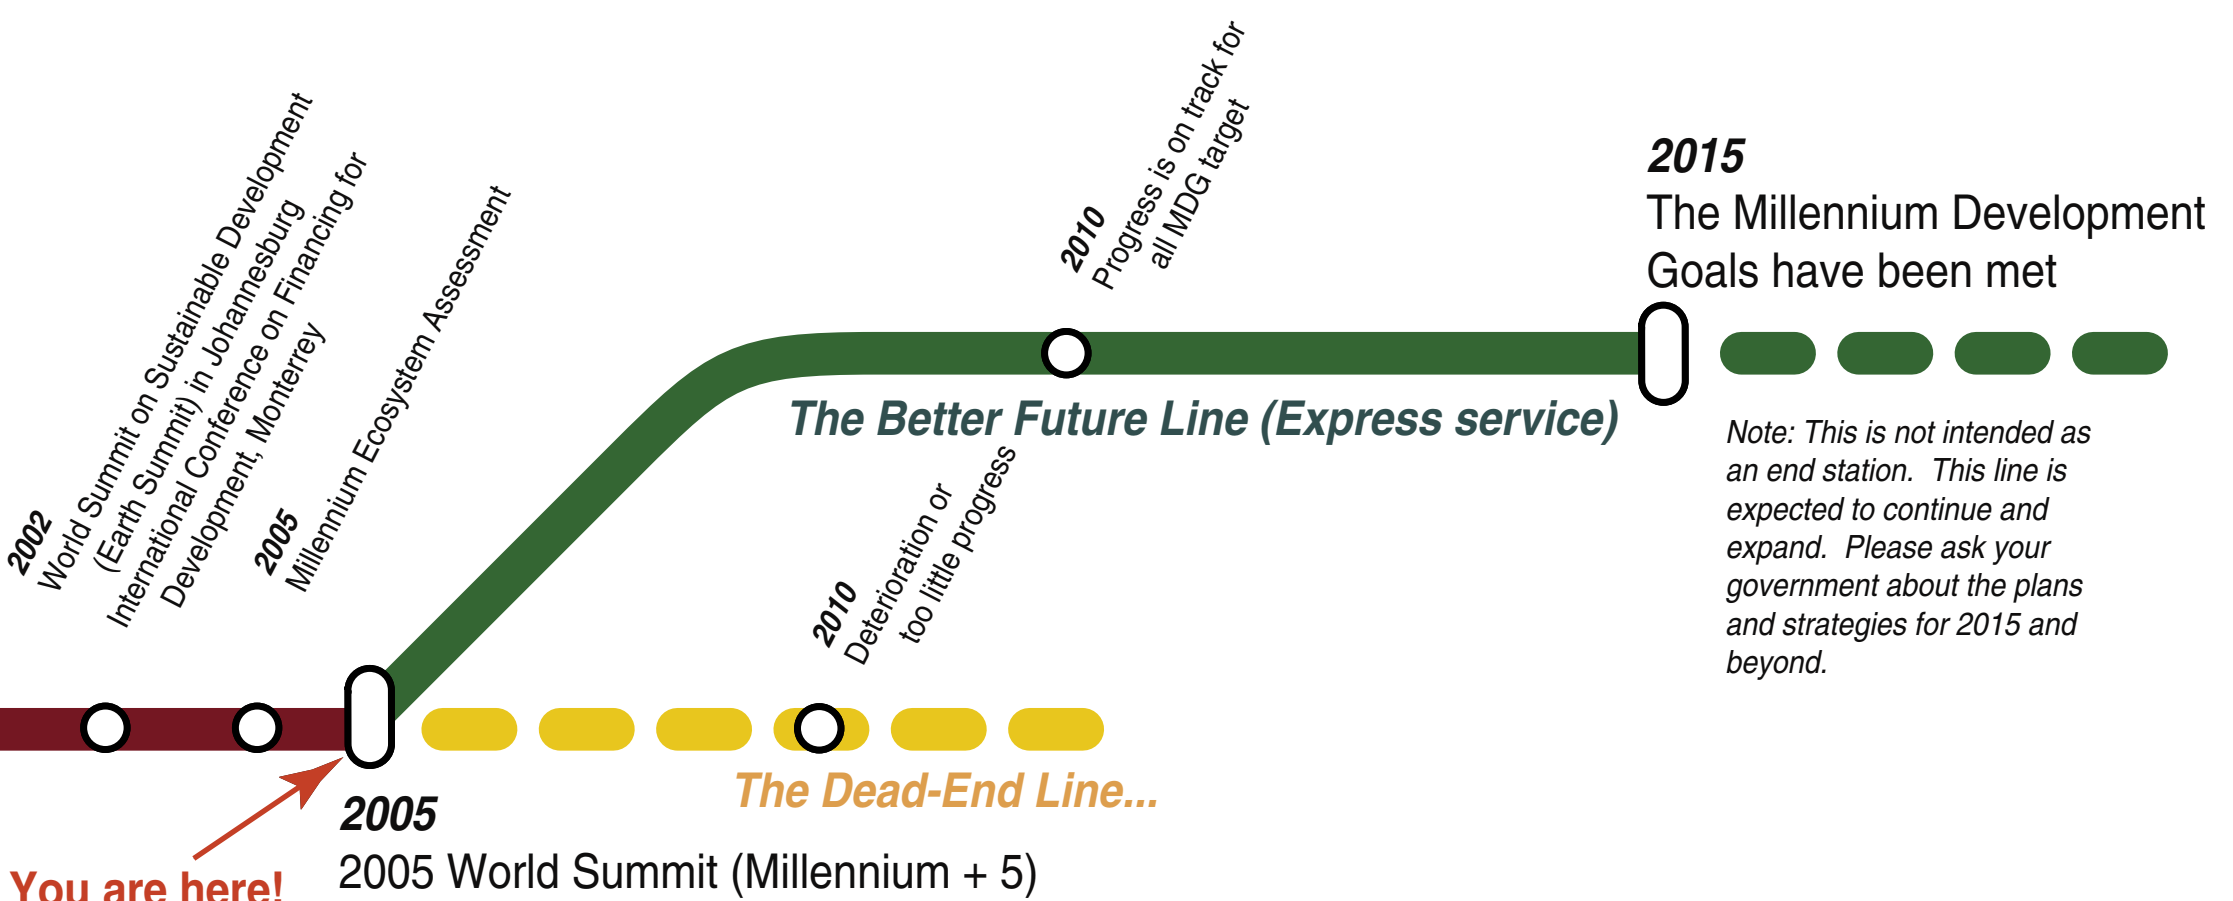 2002
World Summit on Sustainable Development
(Earth Summit) in Johannesburg
International Conference on Financing for
Development, Monterrey
2005
Millennium Ecosystem Assessment
2010
Progress is on track for
all MDG target
2015
The Millennium Development
Goals have been met
The Better Future Line (Express service)
Note: This is not intended as
an end station. This line is
expected to continue and
expand. Please ask your
government about the plans
and strategies for 2015 and
beyond.
2010
Deterioration or
too little progress
The Dead-End Line...
2005
2005 World Summit (Millennium + 5)
You are here!